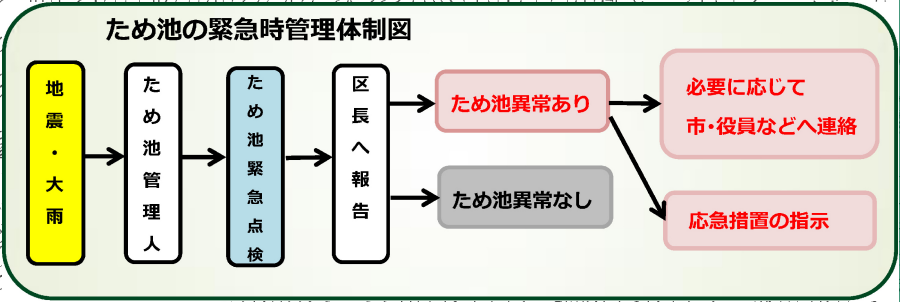 ため池の緊急時管理体制図
地震・大雨
ため池管理人
ため池緊急点検
区長へ報告
ため池異常あり
ため池異常なし
必要に応じて
市・役員などへ連絡
応急措置の指示